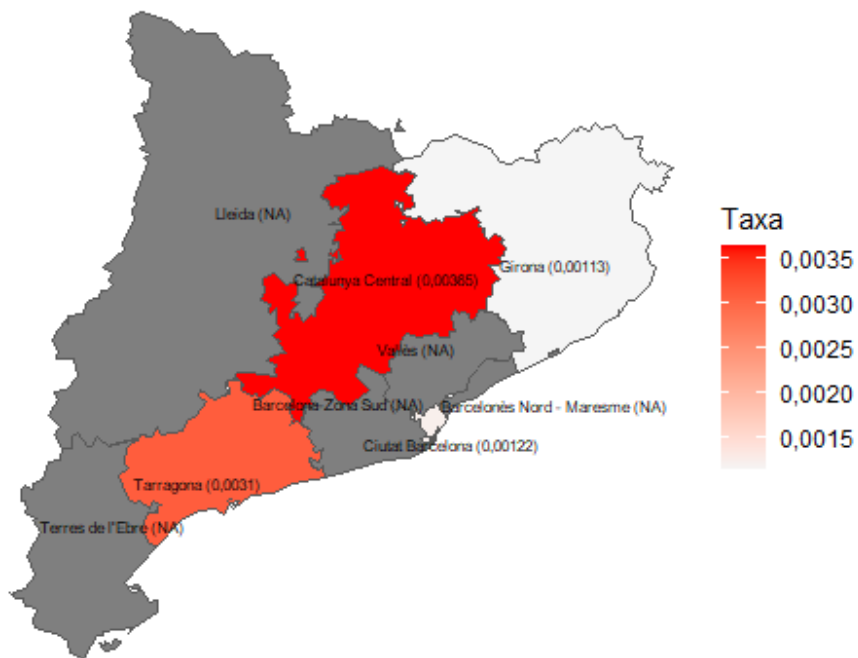 Lleida (NA)
Taxa
Girona (0,00113)
Catalunya Central (0,00365)
0,0035
0,0030
0,0025
0,0020
0,0015
Vallès (NA)
Barcelona-Zona Sud (NA)
Barcelonès Nord - Maresme (NA)
Ciutat Barcelona (0,00122)
Tarragona (0,0031)
Terres de l'Ebre (NA)